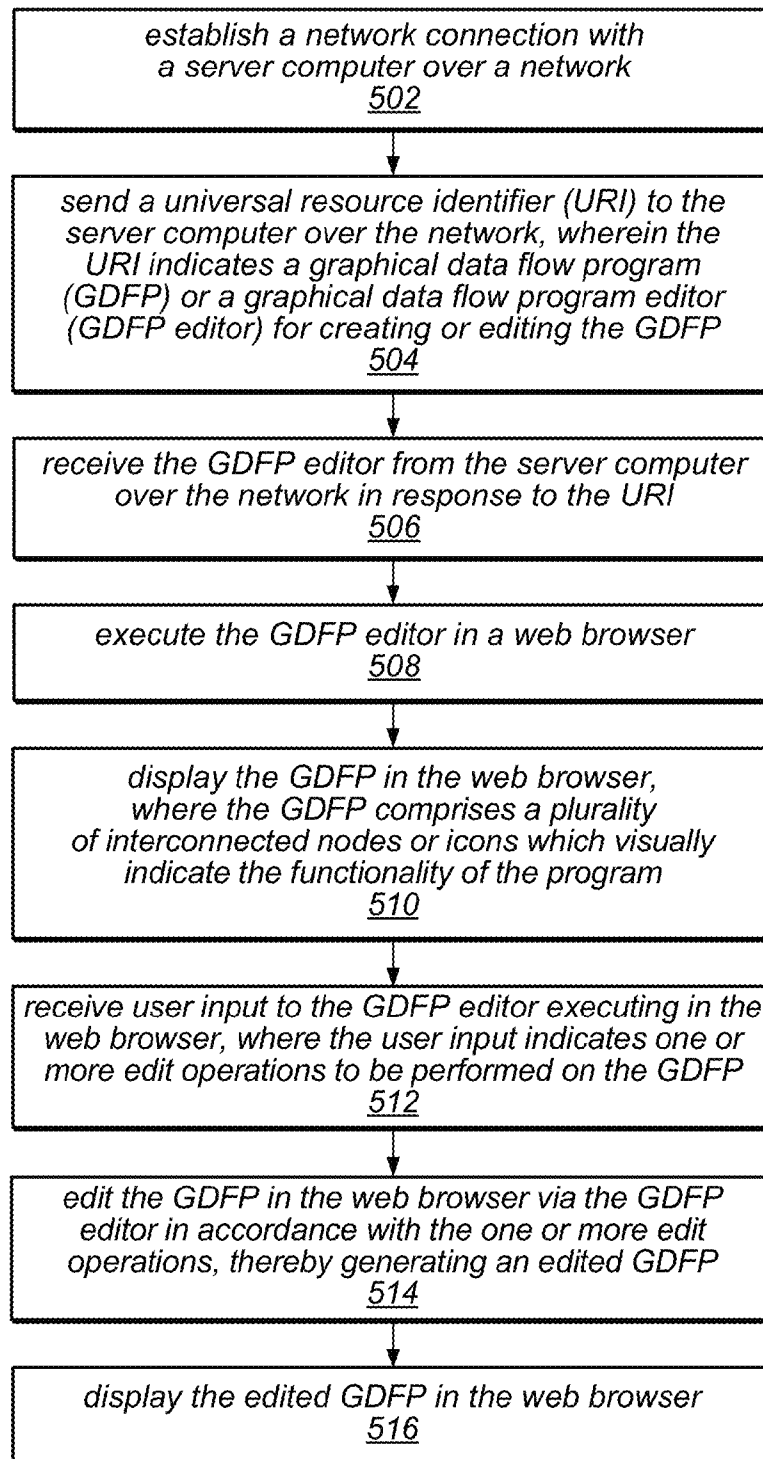 establish a network connection with
a server computer over a network
502
send a universal resource identifier (URI) to the
server computer over the network, wherein the
URI indicates a graphical data flow program
(GDFP) or a graphical data flow program editor
(GDFP editor) for creating or editing the GDFP
504
receive the GDFP editor from the server computer
over the network in response to the URI
506
execute the GDFP editor in a web browser
508
display the GDFP in the web browser,
where the GDFP comprises a plurality
of interconnected nodes or icons which visually
indicate the functionality of the program
510
receive user input to the GDFP editor executing in the
web browser, where the user input indicates one or
more edit operations to be performed on the GDFP
512
edit the GDFP in the web browser via the GDFP
editor in accordance with the one or more edit
operations, thereby generating an edited GDFP
514
display the edited GDFP in the web browser
516